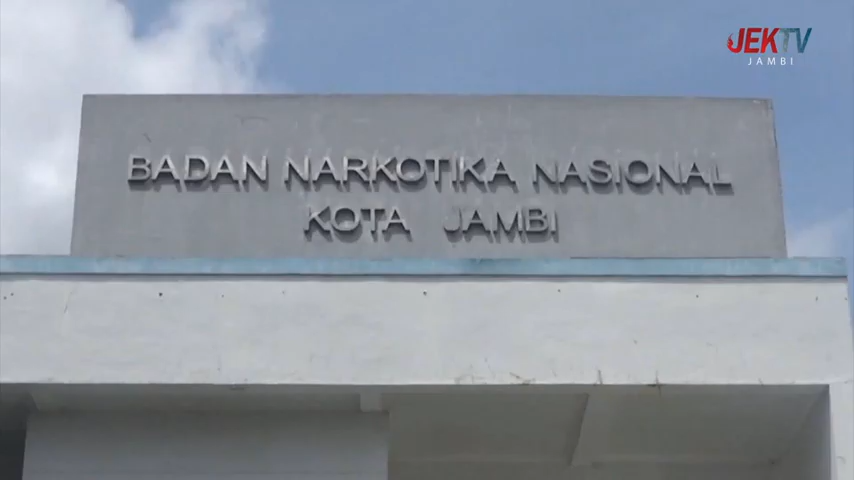 JEKTV
JAMBI
BADAN NARKOTIKA NASIONAL
KOTA JAMBI